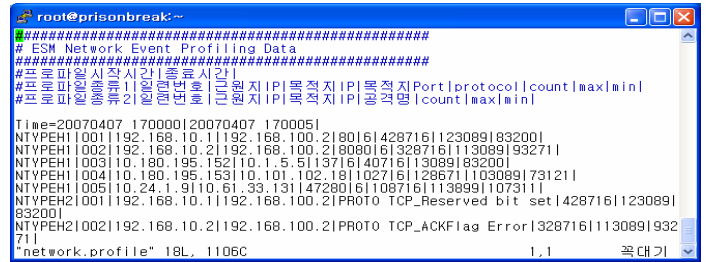 root@prisonbreak:~
##################################################
# ESM Network Event Profiling Data
##################################################
#프로파일시작시간|종료시간|
#프로파일종류1|일련번호|근원지IP|목적지IP|목적지Port|protocol|count|max|min|
#프로파일종류2|일련번호|근원지IP|목적지IP|공격명|count|max|min|
Time=20070407 170000|20070407 170005|
NTYPEH1|001|192.168.10.1|192.168.100.2|80|6|428716|123089|83200|
NTYPEH1|002|192.168.10.2|192.168.100.2|8080|6|328716|113089|93271|
NTYPEH1|003|10.180.195.152|10.1.5.5|137|6|40716|13089|83200|
NTYPEH1|004|10.180.195.153|10.101.102.18|1027|6|128671|103089|73121|
NTYPEH1|005|10.24.1.9|10.61.33.131|47280|6|108716|113899|107311|
NTYPEH2|001|192.168.10.1|192.168.100.2|PROTO TCP_Reserved bit set|428716|123089|
83200|
NTYPEH2|002|192.168.10.2|192.168.100.2|PROTO TCP_ACKFlag Error|328716|113089|932
71|
"network.profile" 18L, 1106C 1,1 꼭대기